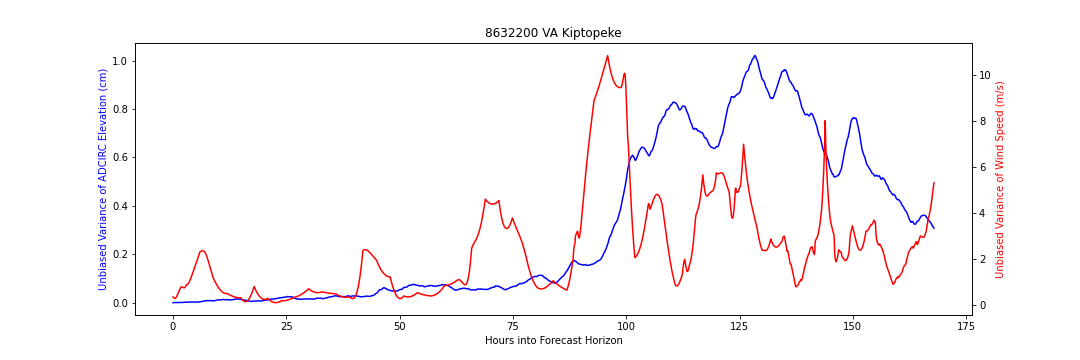 8632200 VA Kiptopeke
Unbiased Variance of ADCIRC Elevation (cm)
1.0
0.8
0.6
0.4
0.2
0.0
10
8
6
4
2
0
Unbiased Variance of Wind Speed (m/s)
0 25 50 75 100 125 150 175
Hours into Forecast Horizon